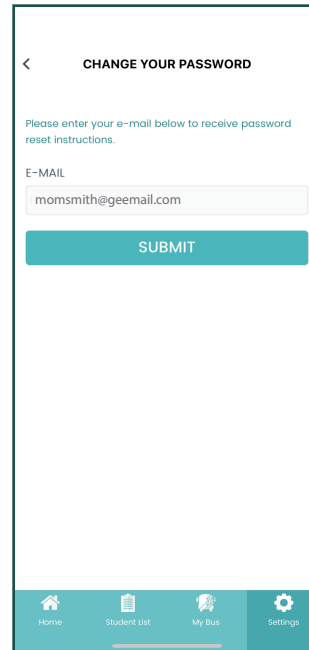 CHANGE YOUR PASSWORD
Please enter your e-mail below to receive password
reset instructions.
E-MAIL
momsmith@geemail.com
SUBMIT
Home Student List My Bus Settings